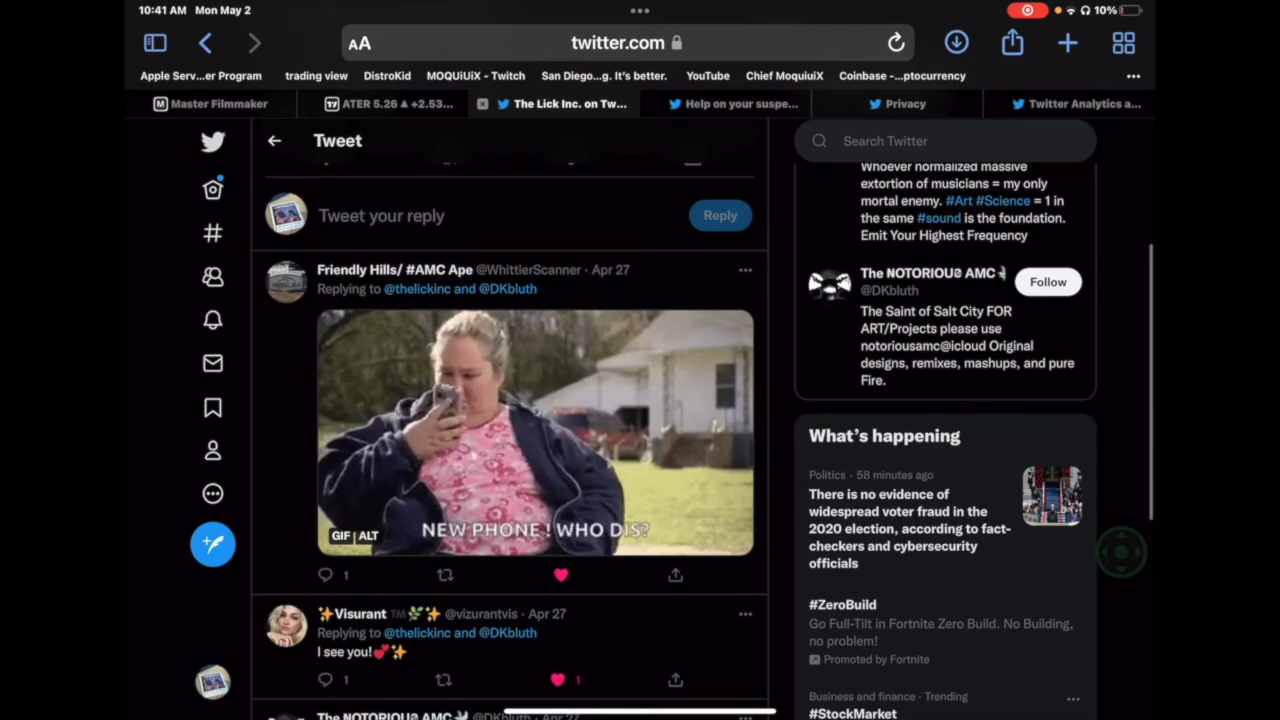 10:41 AM Mon May 2
10%
AA
twitter.com
Apple Serv...er Program
trading view
DistroKid
MOQUiUiX - Twitch
San Diego...g. It's better.
YouTube
Chief MoquiuiX
Coinbase -...ptocurrency
Master Filmmaker
ATER 5.26 ▲ +2.53...
The Lick Inc. on Tw...
Help on your suspe...
Privacy
Twitter Analytics a...
Tweet
Search Twitter
Tweet your reply
Reply
Friendly Hills/ #AMC Ape @WhittierScanner · Apr 27
Replying to @thelickinc and @DKbluth
NEW PHONE ! WHO DIS?
GIF | ALT
1
✨Visurant ™🌿✨ @vizurantvis · Apr 27
Replying to @thelickinc and @DKbluth
I see you!💕✨
1
1
The NOTORIOUƧ AMC @DKbluth · Apr 27
Whoever normalized massive
extortion of musicians = my only
mortal enemy. #Art #Science = 1 in
the same #sound is the foundation.
Emit Your Highest Frequency
The NOTORIOUƧ AMC
@DKbluth
Follow
The Saint of Salt City FOR
ART/Projects please use
notoriousamc@icloud Original
designs, remixes, mashups, and pure
Fire.
What's happening
Politics · 58 minutes ago
There is no evidence of
widespread voter fraud in the
2020 election, according to fact-
checkers and cybersecurity
officials
#ZeroBuild
Go Full-Tilt in Fortnite Zero Build. No Building,
no problem!
Promoted by Fortnite
Business and finance · Trending
#StockMarket